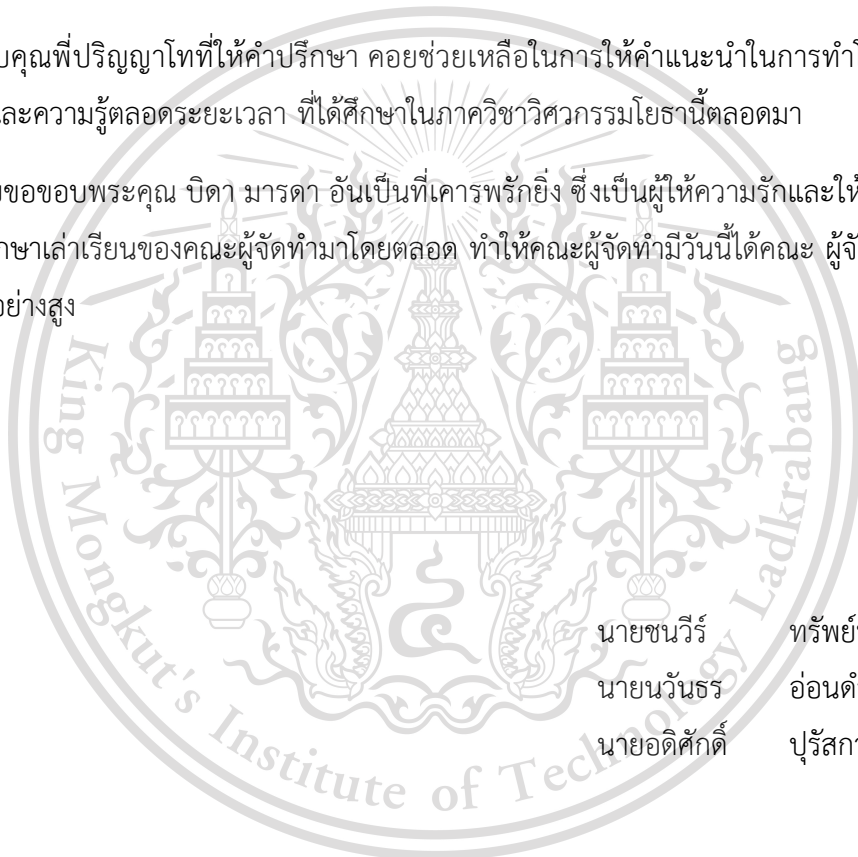 บคุณพี่ปริญญาโทที่ให้คำปรึกษา คอยช่วยเหลือในการให้คำแนะนำในการทำ
ละความรู้ตลอดระยะเวลา ที่ได้ศึกษาในภาควิชาวิศวกรรมโยธานี้ตลอดมา
ขอขอบพระคุณ บิดา มารดา อันเป็นที่เคารพรักยิ่ง ซึ่งเป็นผู้ให้ความรักและให้
กษาเล่าเรียนของคณะผู้จัดทำมาโดยตลอด ทำให้คณะผู้จัดทำมีวันนี้ได้คณะ ผู้จั
อย่างสูง
นายชนวีร์ ทรัพย์
นายนวันธร อ่อนดำ
นายอดิศักดิ์ ปุรัสกา
King Mongkut's Institute of Technology Ladkrabang